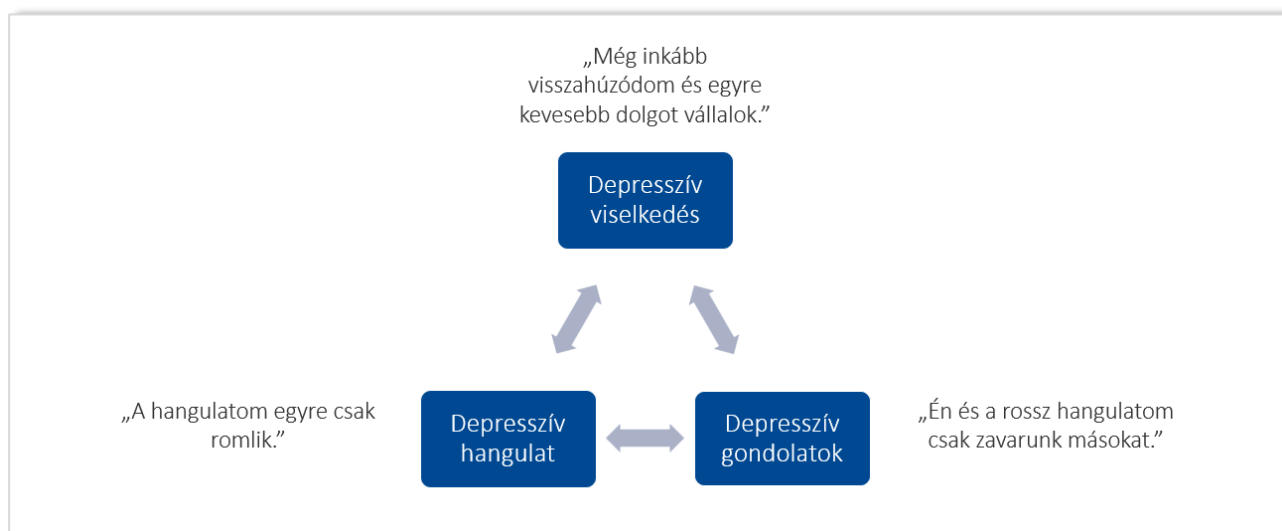 „Még inkább
visszahúzódom és egyre
kevesebb dolgot vállalok.”
Depresszív
viselkedés
„A hangulatom egyre csak
romlik.”
Depresszív
hangulat
Depresszív
gondolatok
„Én és a rossz hangulatom
csak zavarunk másokat.”